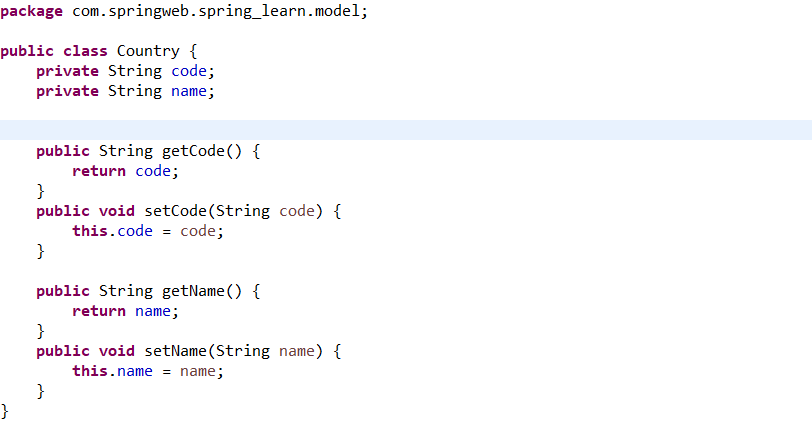 package com.springweb.spring_learn.model;
public class Country {
    private String code;
    private String name;
    public String getCode() {
        return code;
    }
    public void setCode(String code) {
        this.code = code;
    }
    public String getName() {
        return name;
    }
    public void setName(String name) {
        this.name = name;
    }
}